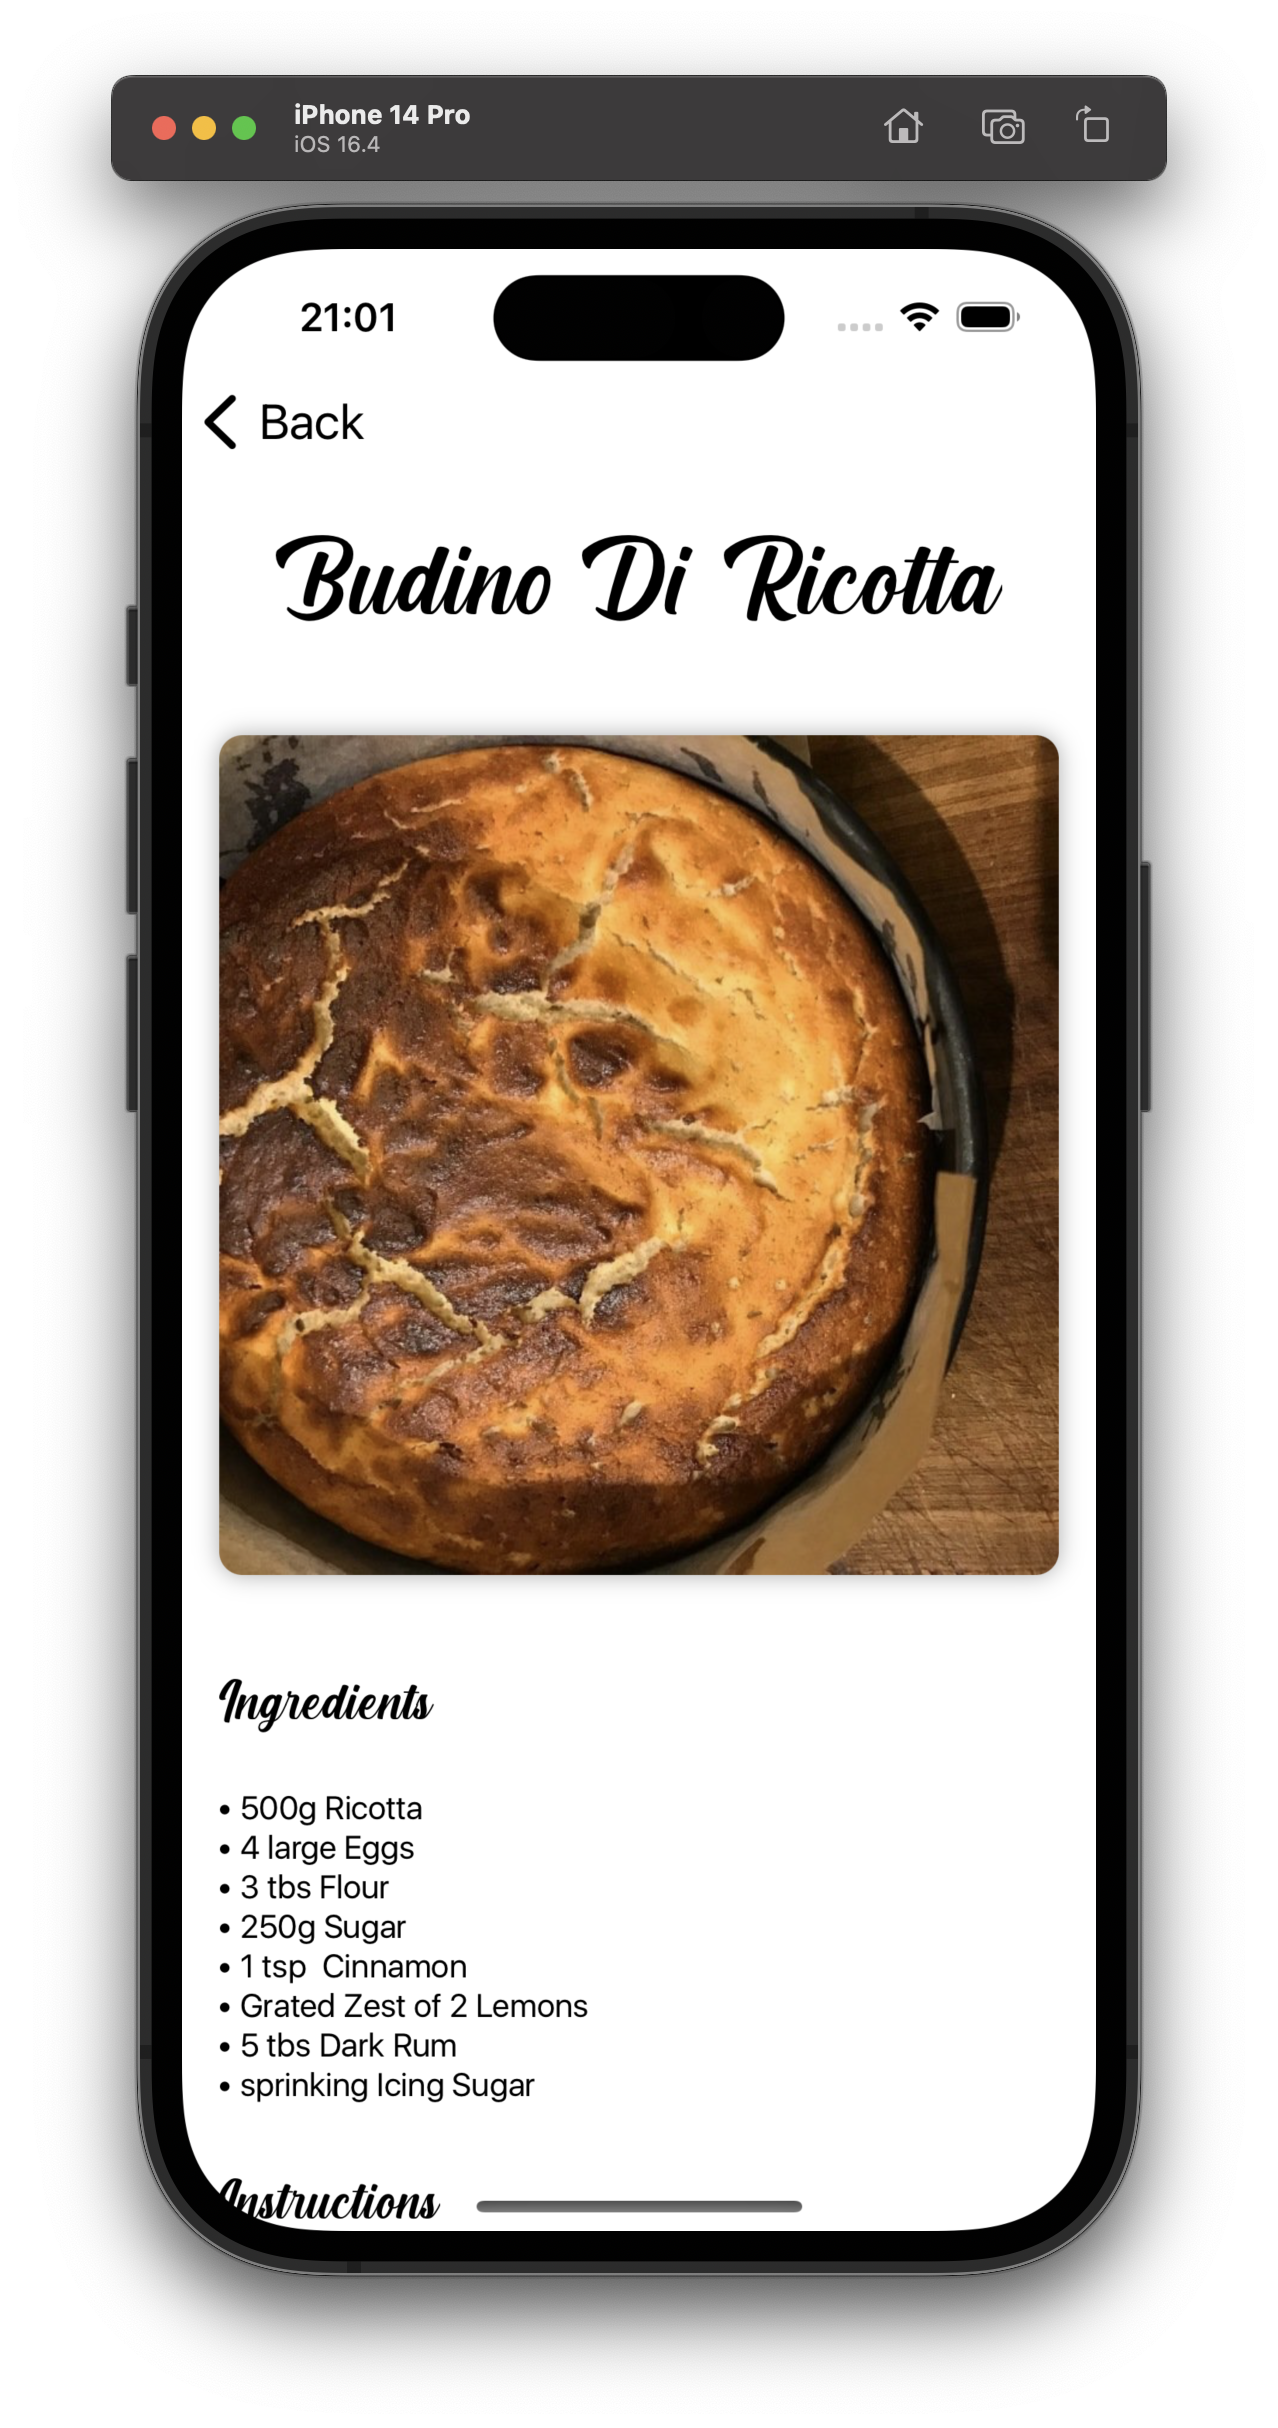 iPhone 14 Pro
iOS 16.4
21:01
Back
Budino Di Ricotta
Ingredients
• 500g Ricotta
• 4 large Eggs
• 3 tbs Flour
• 250g Sugar
• 1 tsp  Cinnamon
• Grated Zest of 2 Lemons
• 5 tbs Dark Rum
• sprinking Icing Sugar
Instructions